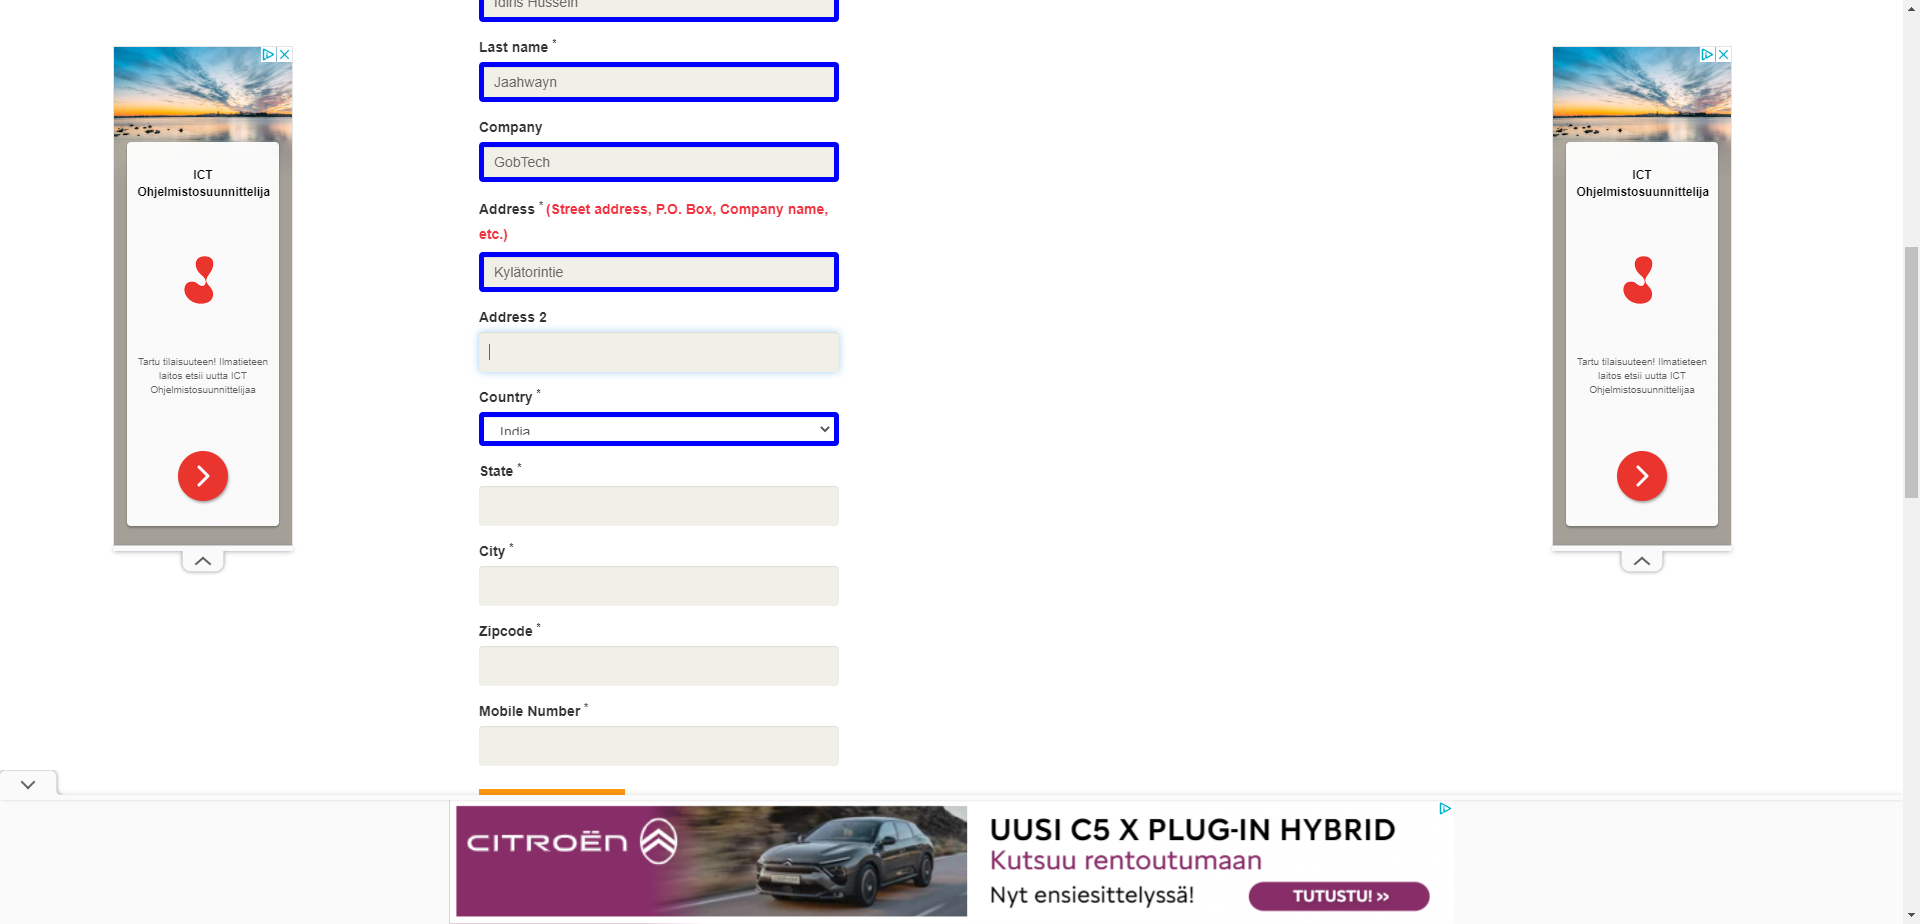 Idiris Hussein
Last name *
Jaahwayn
Company
GobTech
Address * (Street address, P.O. Box, Company name,
etc.)
Kylätorintie
Address 2
Country *
India
State *
City *
Zipcode *
Mobile Number *
ICT
Ohjelmistosuunnittelija
Tartu tilaisuuteen! Ilmatieteen
laitos etsii uutta ICT
Ohjelmistosuunnittelijaa
ICT
Ohjelmistosuunnittelija
Tartu tilaisuuteen! Ilmatieteen
laitos etsii uutta ICT
Ohjelmistosuunnittelijaa
CITROËN
UUSI C5 X PLUG-IN HYBRID
Kutsuu rentoutumaan
Nyt ensiesittelyssä!
TUTUSTU! »